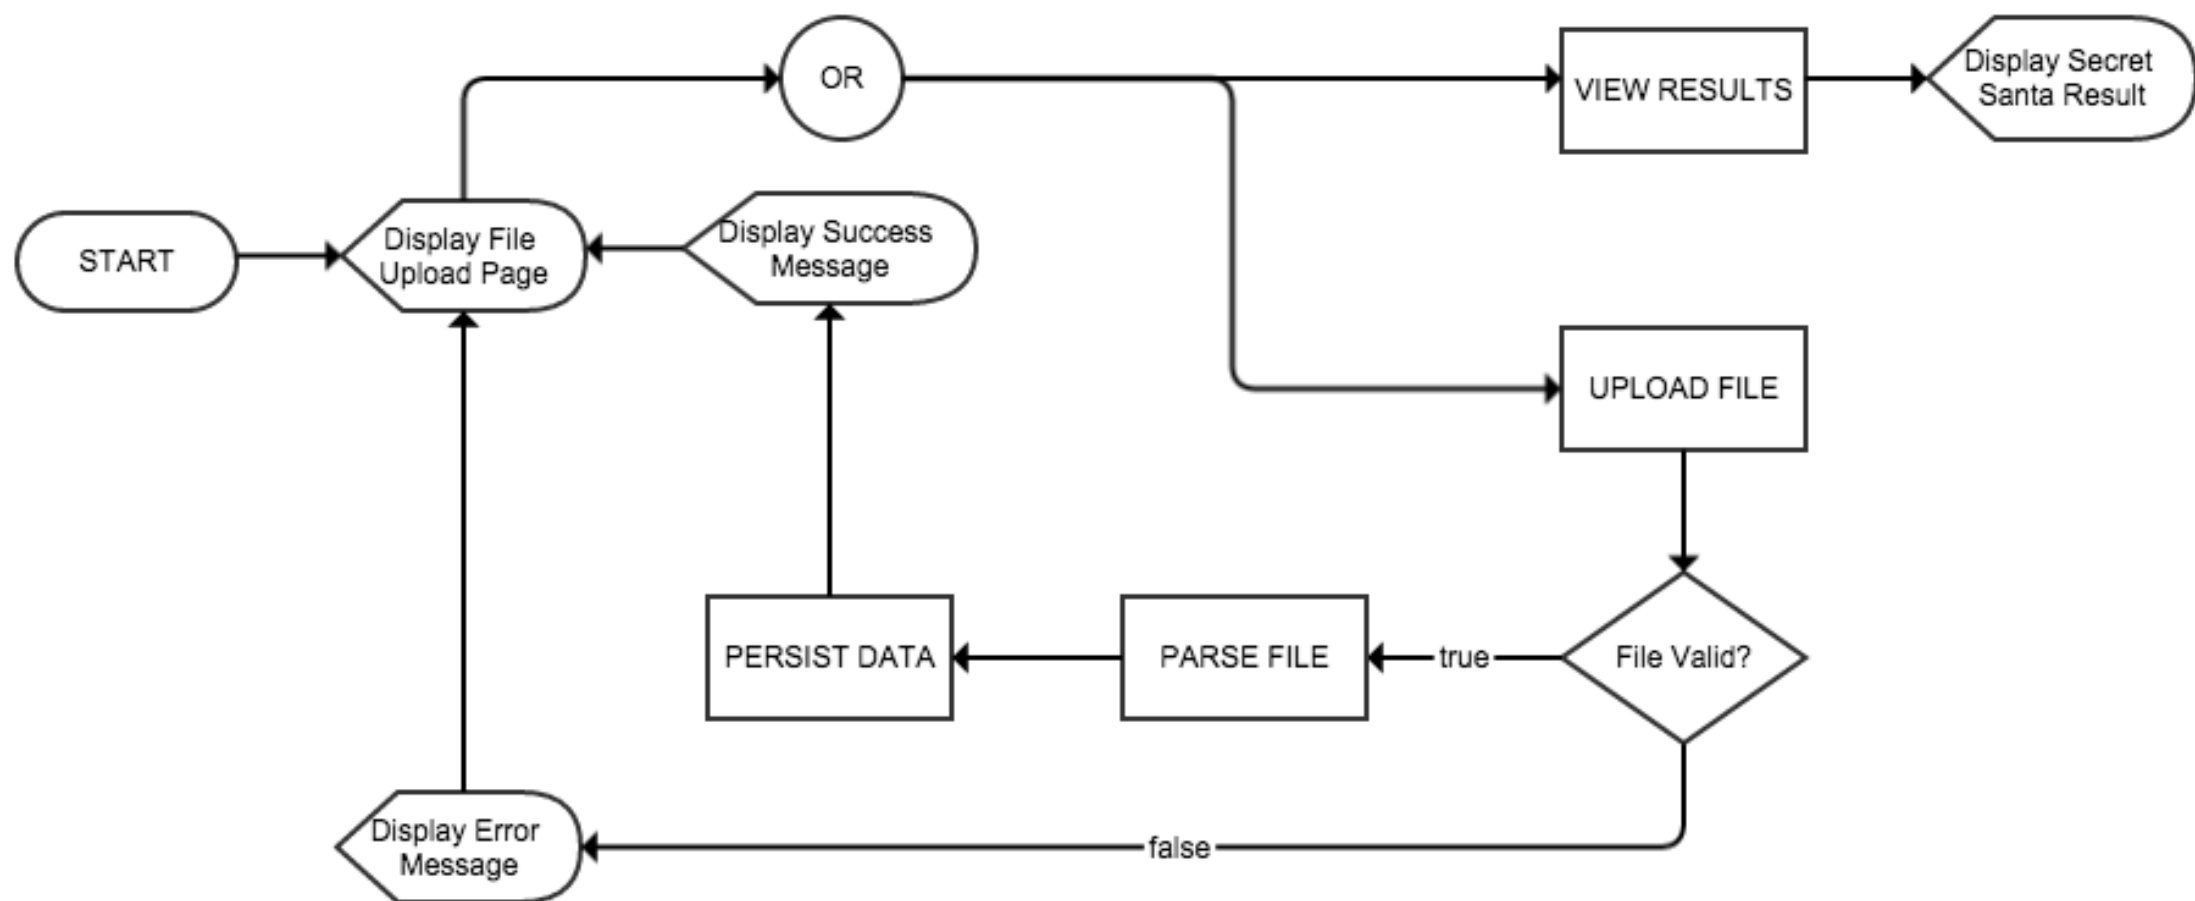 OR
VIEW RESULTS
Display Secret
Santa Result
START
Display File
Upload Page
Display Success
Message
UPLOAD FILE
PERSIST DATA
PARSE FILE
true
File Valid?
Display Error
Message
false